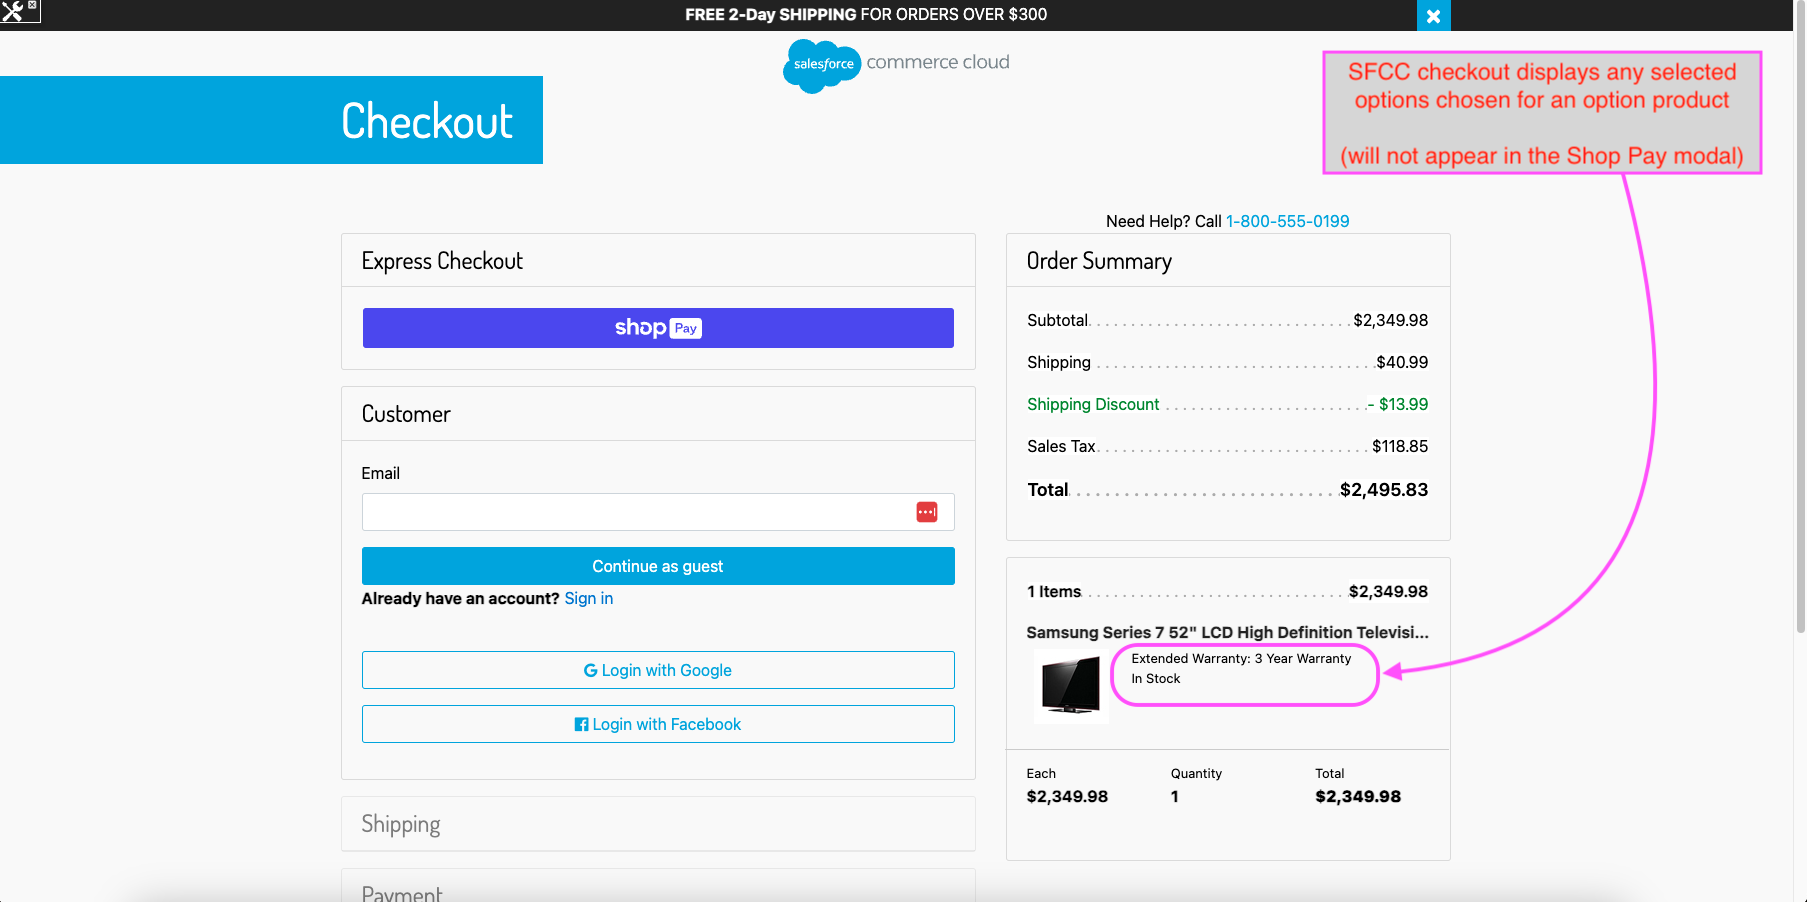 FREE 2-Day SHIPPING FOR ORDERS OVER $300
salesforce commerce cloud
SFCC checkout displays any selected
options chosen for an option product
(will not appear in the Shop Pay modal)
Checkout
Need Help? Call 1-800-555-0199
Express Checkout
shop Pay
Customer
Email
Continue as guest
Already have an account? Sign in
Login with Google
Login with Facebook
Shipping
Payment
Order Summary
Subtotal $2,349.98
Shipping $40.99
Shipping Discount - $13.99
Sales Tax $118.85
Total $2,495.83
1 Items $2,349.98
Samsung Series 7 52" LCD High Definition Televisi...
Extended Warranty: 3 Year Warranty
In Stock
Each Quantity Total
$2,349.98 1 $2,349.98